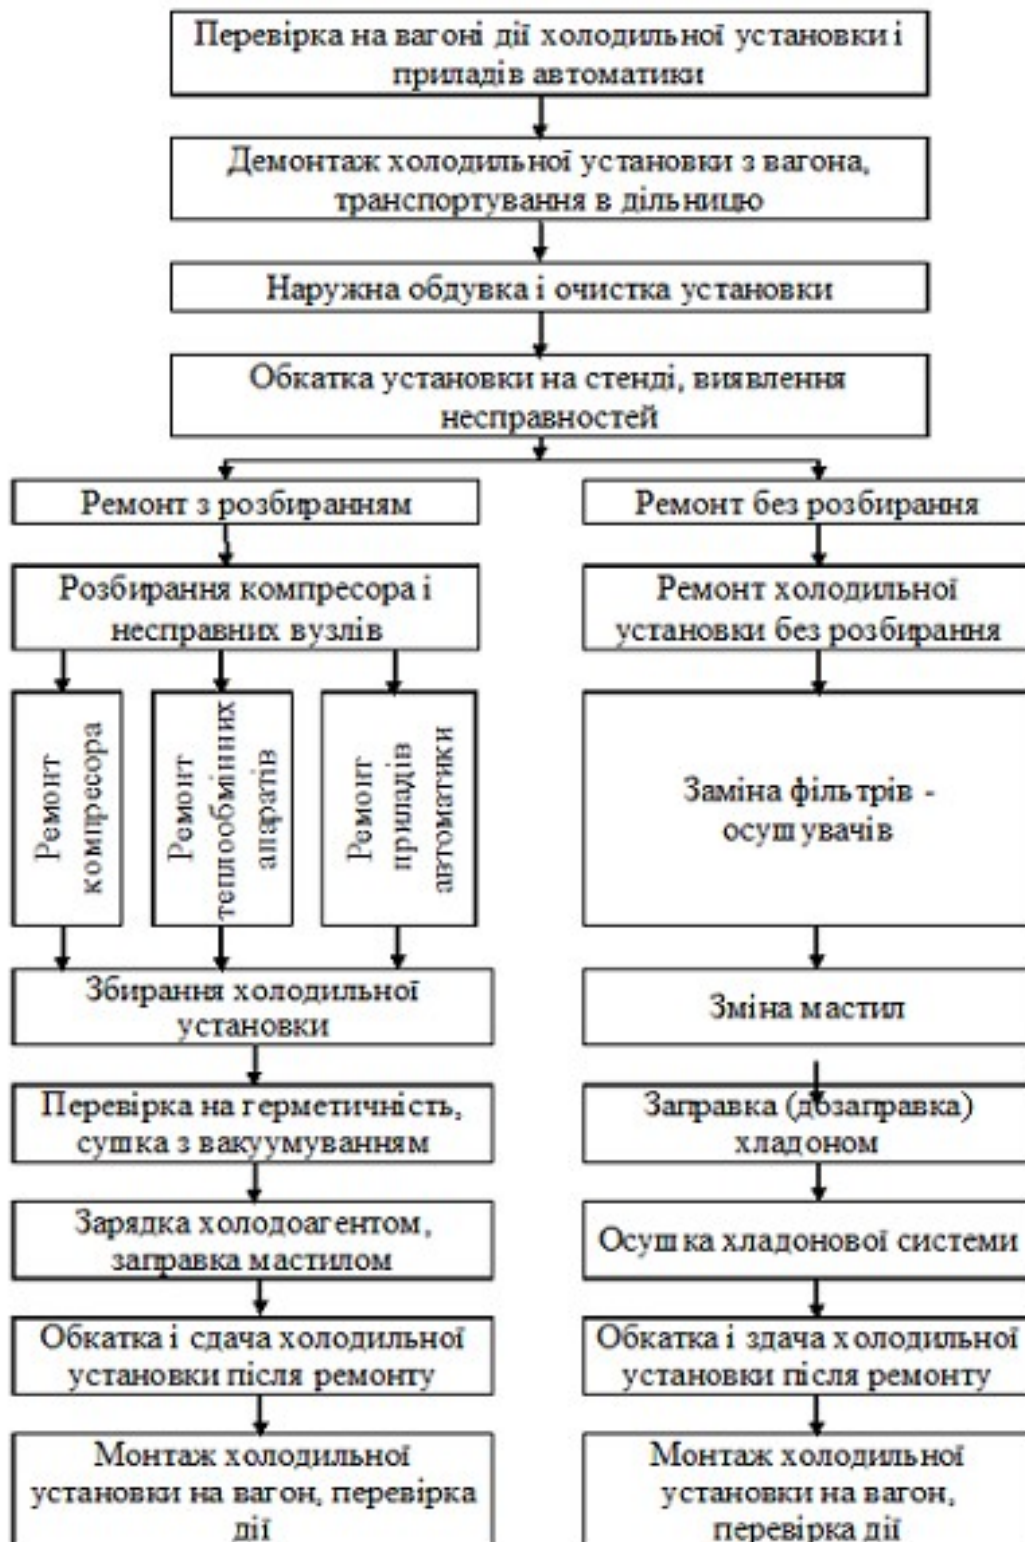 Перевірка на вагоні дії холодильної установки і
приладів автоматики
Демонтаж холодильної установки з вагона,
транспортування в дільницю
Наружна обдувка і очистка установки
Обкатка установки на стенді, виявлення
несправностей
Ремонт з розбиранням
Розбирання компресора і
несправних вузлів
Ремонт
компресора
Ремонт
теплообмінних
апаратів
Ремонт
приладів
автоматики
Збирання холодильної
установки
Перевірка на герметичність,
сушка з вакуумуванням
Зарядка холодоагентом,
заправка мастилом
Обкатка і сдача холодильної
установки після ремонту
Монтаж холодильної
установки на вагон, перевірка
дії
Ремонт без розбирання
Ремонт холодильної
установки без розбирання
Заміна фільтрів -
осушувачів
Зміна мастил
Заправка (дозаправка)
хладоном
Осушка хладонової системи
Обкатка і здача холодильної
установки після ремонту
Монтаж холодильної
установки на вагон,
перевірка дії